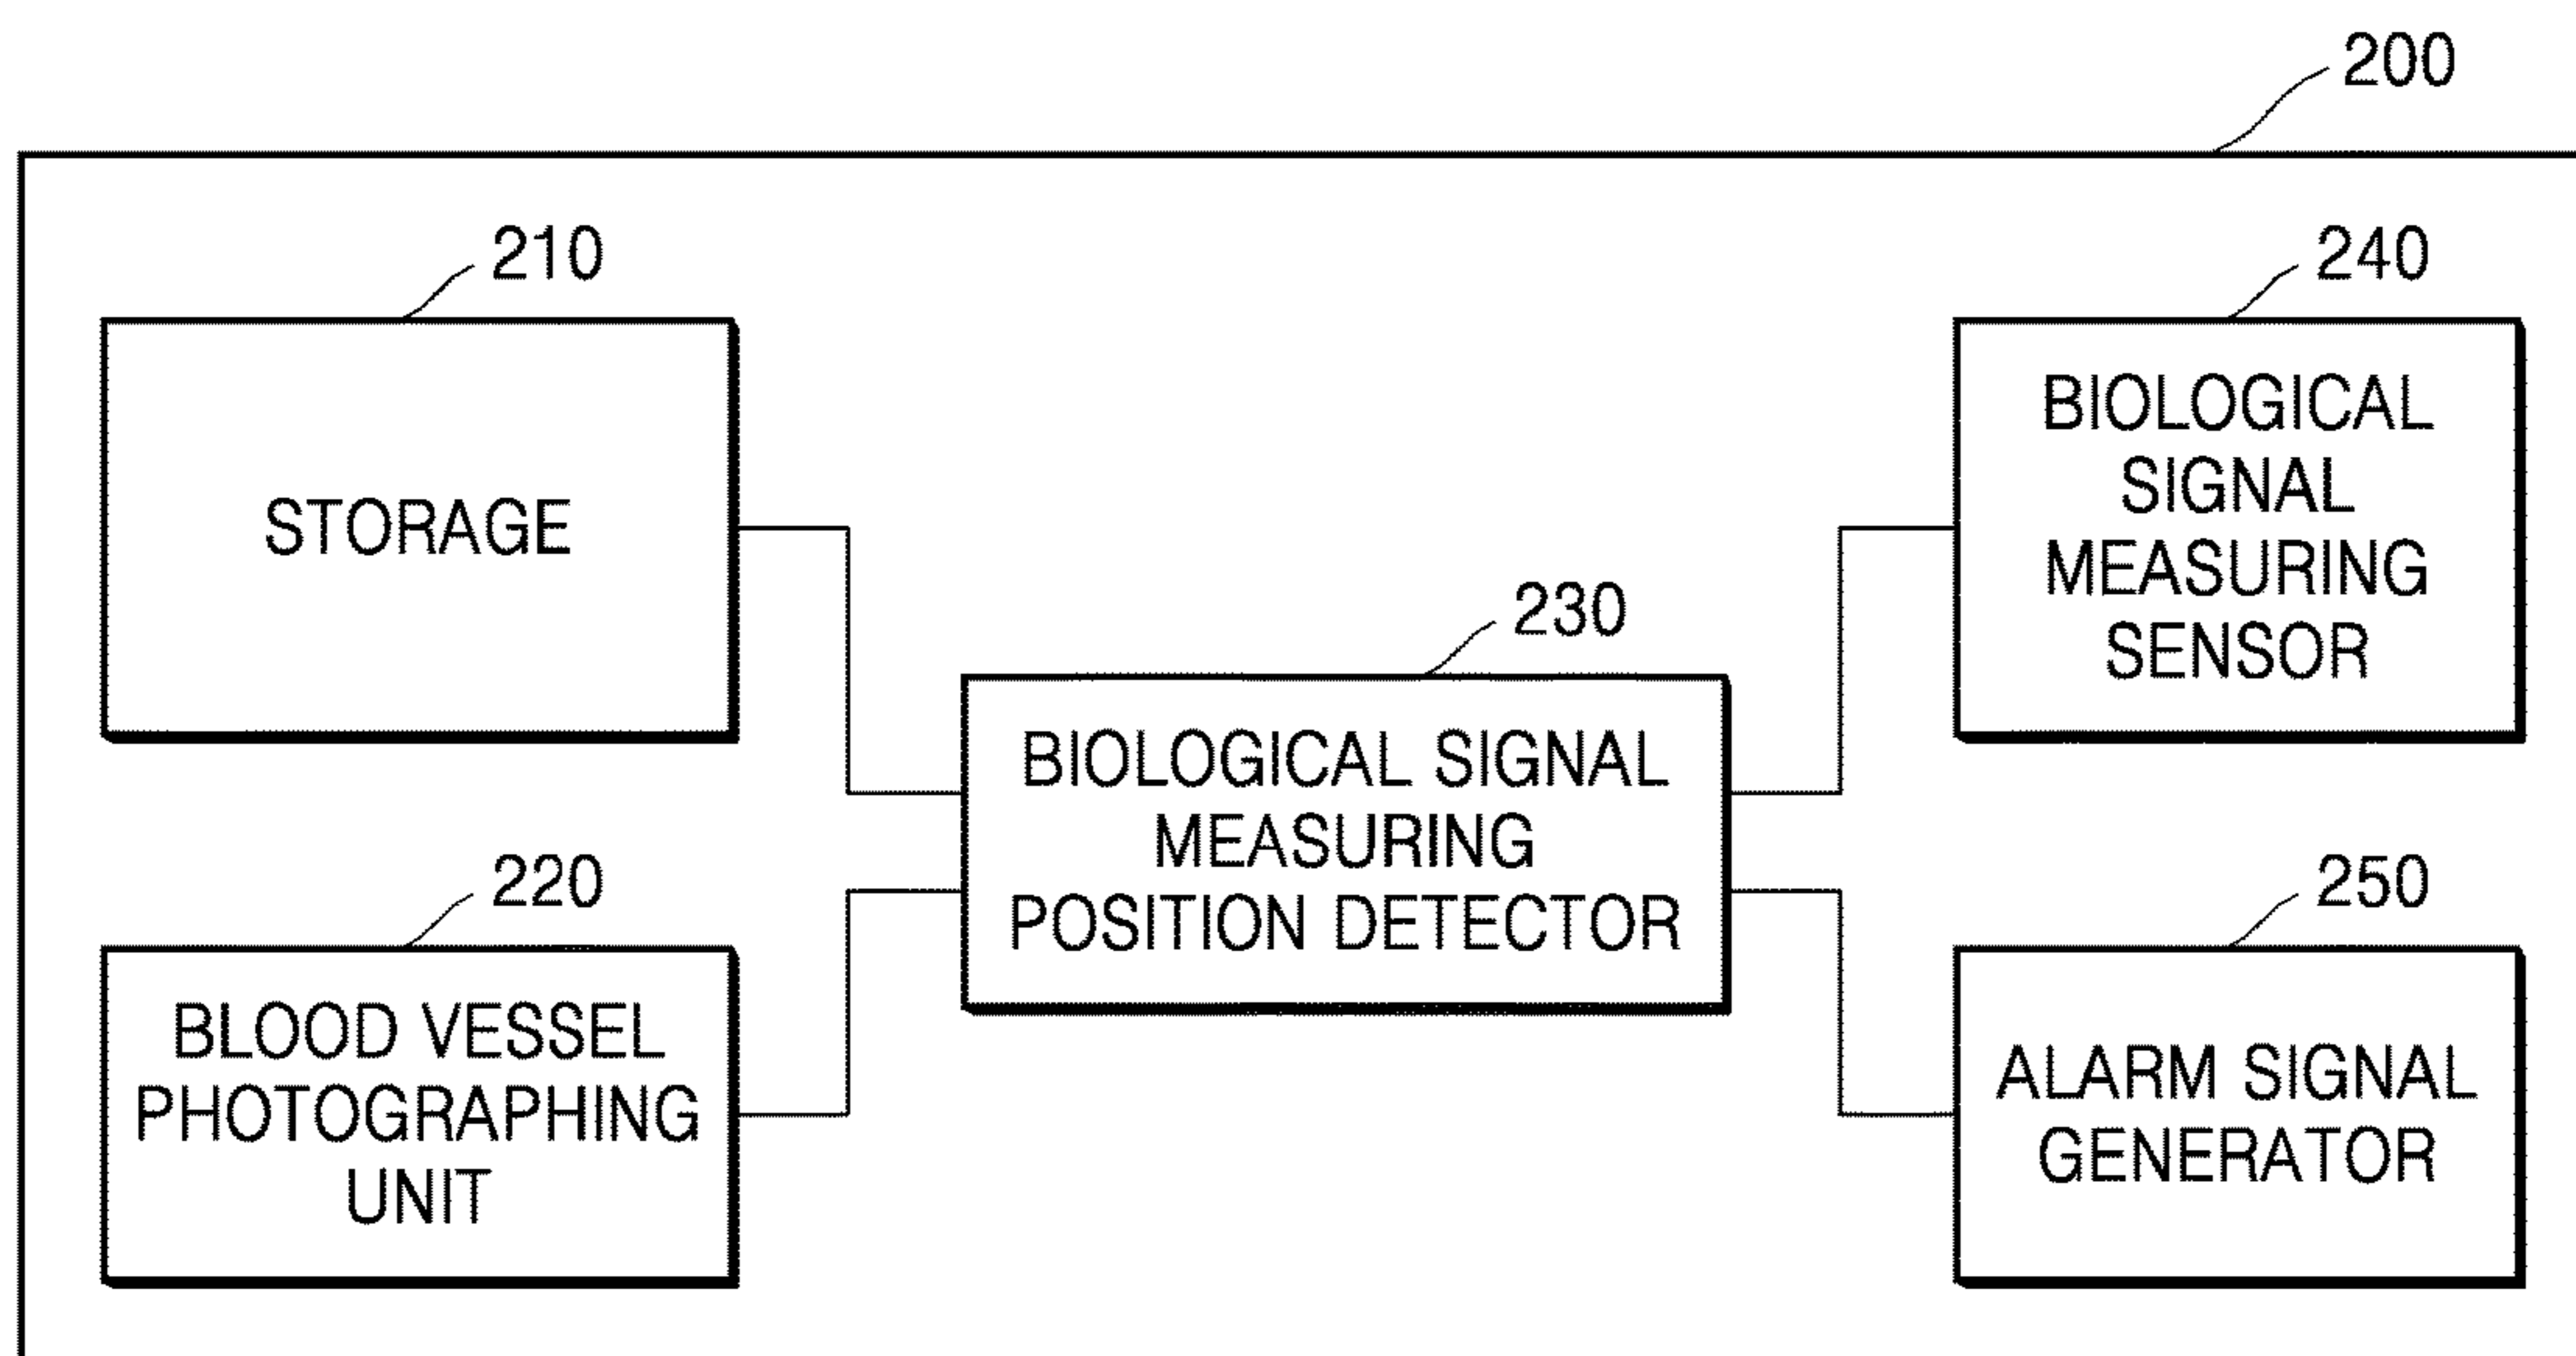 200
210
STORAGE
220
BLOOD VESSEL
PHOTOGRAPHING
UNIT
230
BIOLOGICAL SIGNAL
MEASURING
POSITION DETECTOR
240
BIOLOGICAL
SIGNAL
MEASURING
SENSOR
250
ALARM SIGNAL
GENERATOR